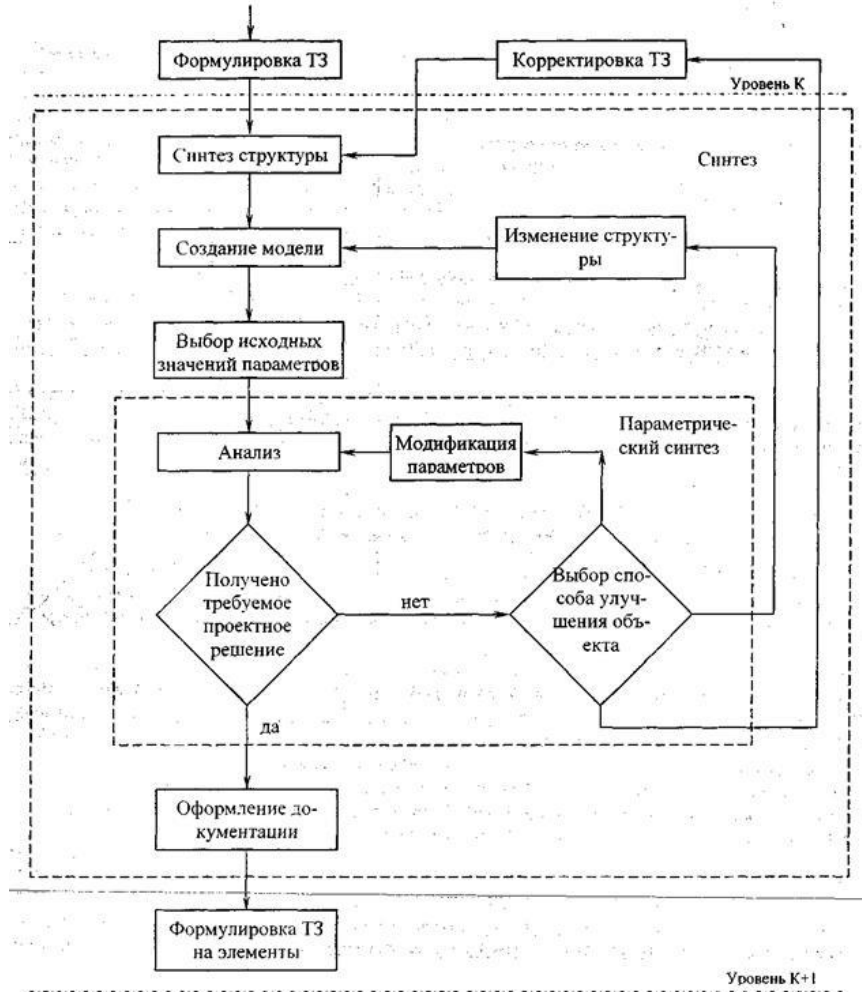 Формулировка ТЗ
Корректировка ТЗ
Уровень К
Синтез структуры
Синтез
Создание модели
Изменение структу-
ры
Выбор исходных
значений параметров
Параметриче-
ский синтез
Анализ
Модификация
параметров
Получено
требуемое
проектное
решение
нет
Выбор спо-
соба улуч-
шения объ-
екта
да
Оформление до-
кументации
Формулировка ТЗ
на элементы
Уровень К+1